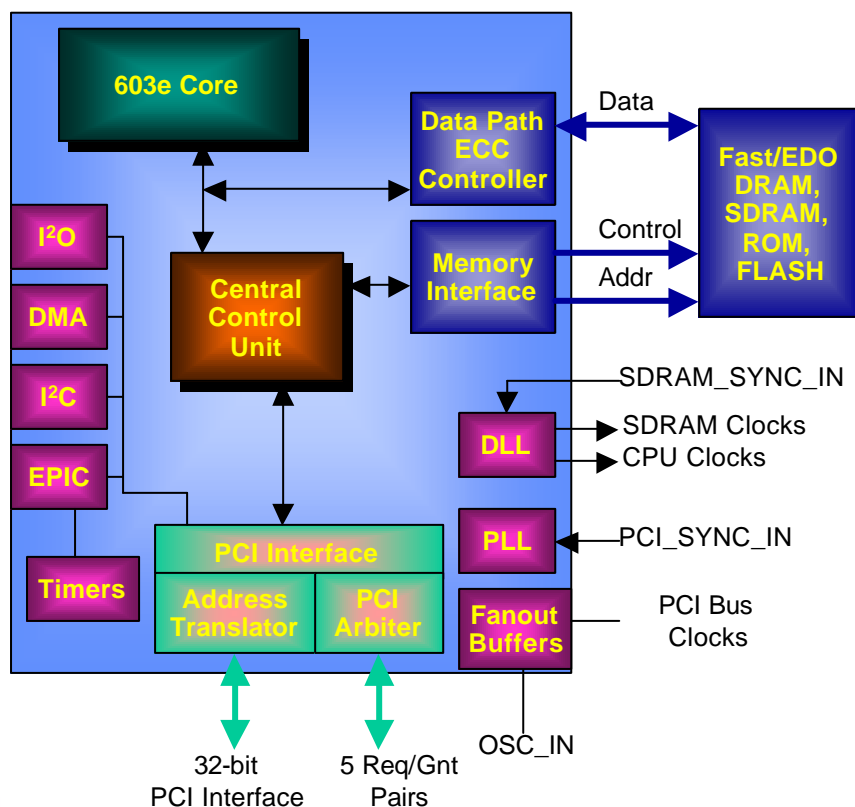 603e Core
Data Path
ECC
Controller
Data
Fast/EDO
DRAM,
SDRAM,
ROM,
FLASH
I²O
DMA
I²C
EPIC
Timers
Central
Control
Unit
Memory
Interface
Control
Addr
SDRAM_SYNC_IN
DLL
SDRAM Clocks
CPU Clocks
PLL
PCI_SYNC_IN
PCI Interface
Address
Translator
PCI
Arbiter
Fanout
Buffers
PCI Bus
Clocks
OSC_IN
32-bit
PCI Interface
5 Req/Gnt
Pairs